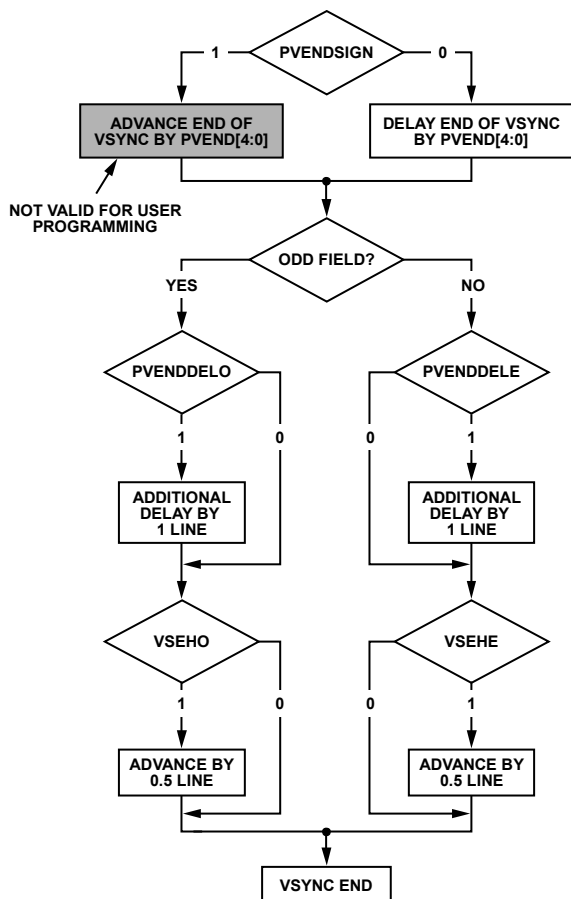 PVENDSIGN
1
0
ADVANCE END OF
VSYNC BY PVEND[4:0]
DELAY END OF VSYNC
BY PVEND[4:0]
NOT VALID FOR USER
PROGRAMMING
ODD FIELD?
YES
NO
PVENDDELO
PVENDDELE
1
0
0
1
ADDITIONAL
DELAY BY
1 LINE
ADDITIONAL
DELAY BY
1 LINE
VSEHO
VSEHE
1
0
0
1
ADVANCE BY
0.5 LINE
ADVANCE BY
0.5 LINE
VSYNC END